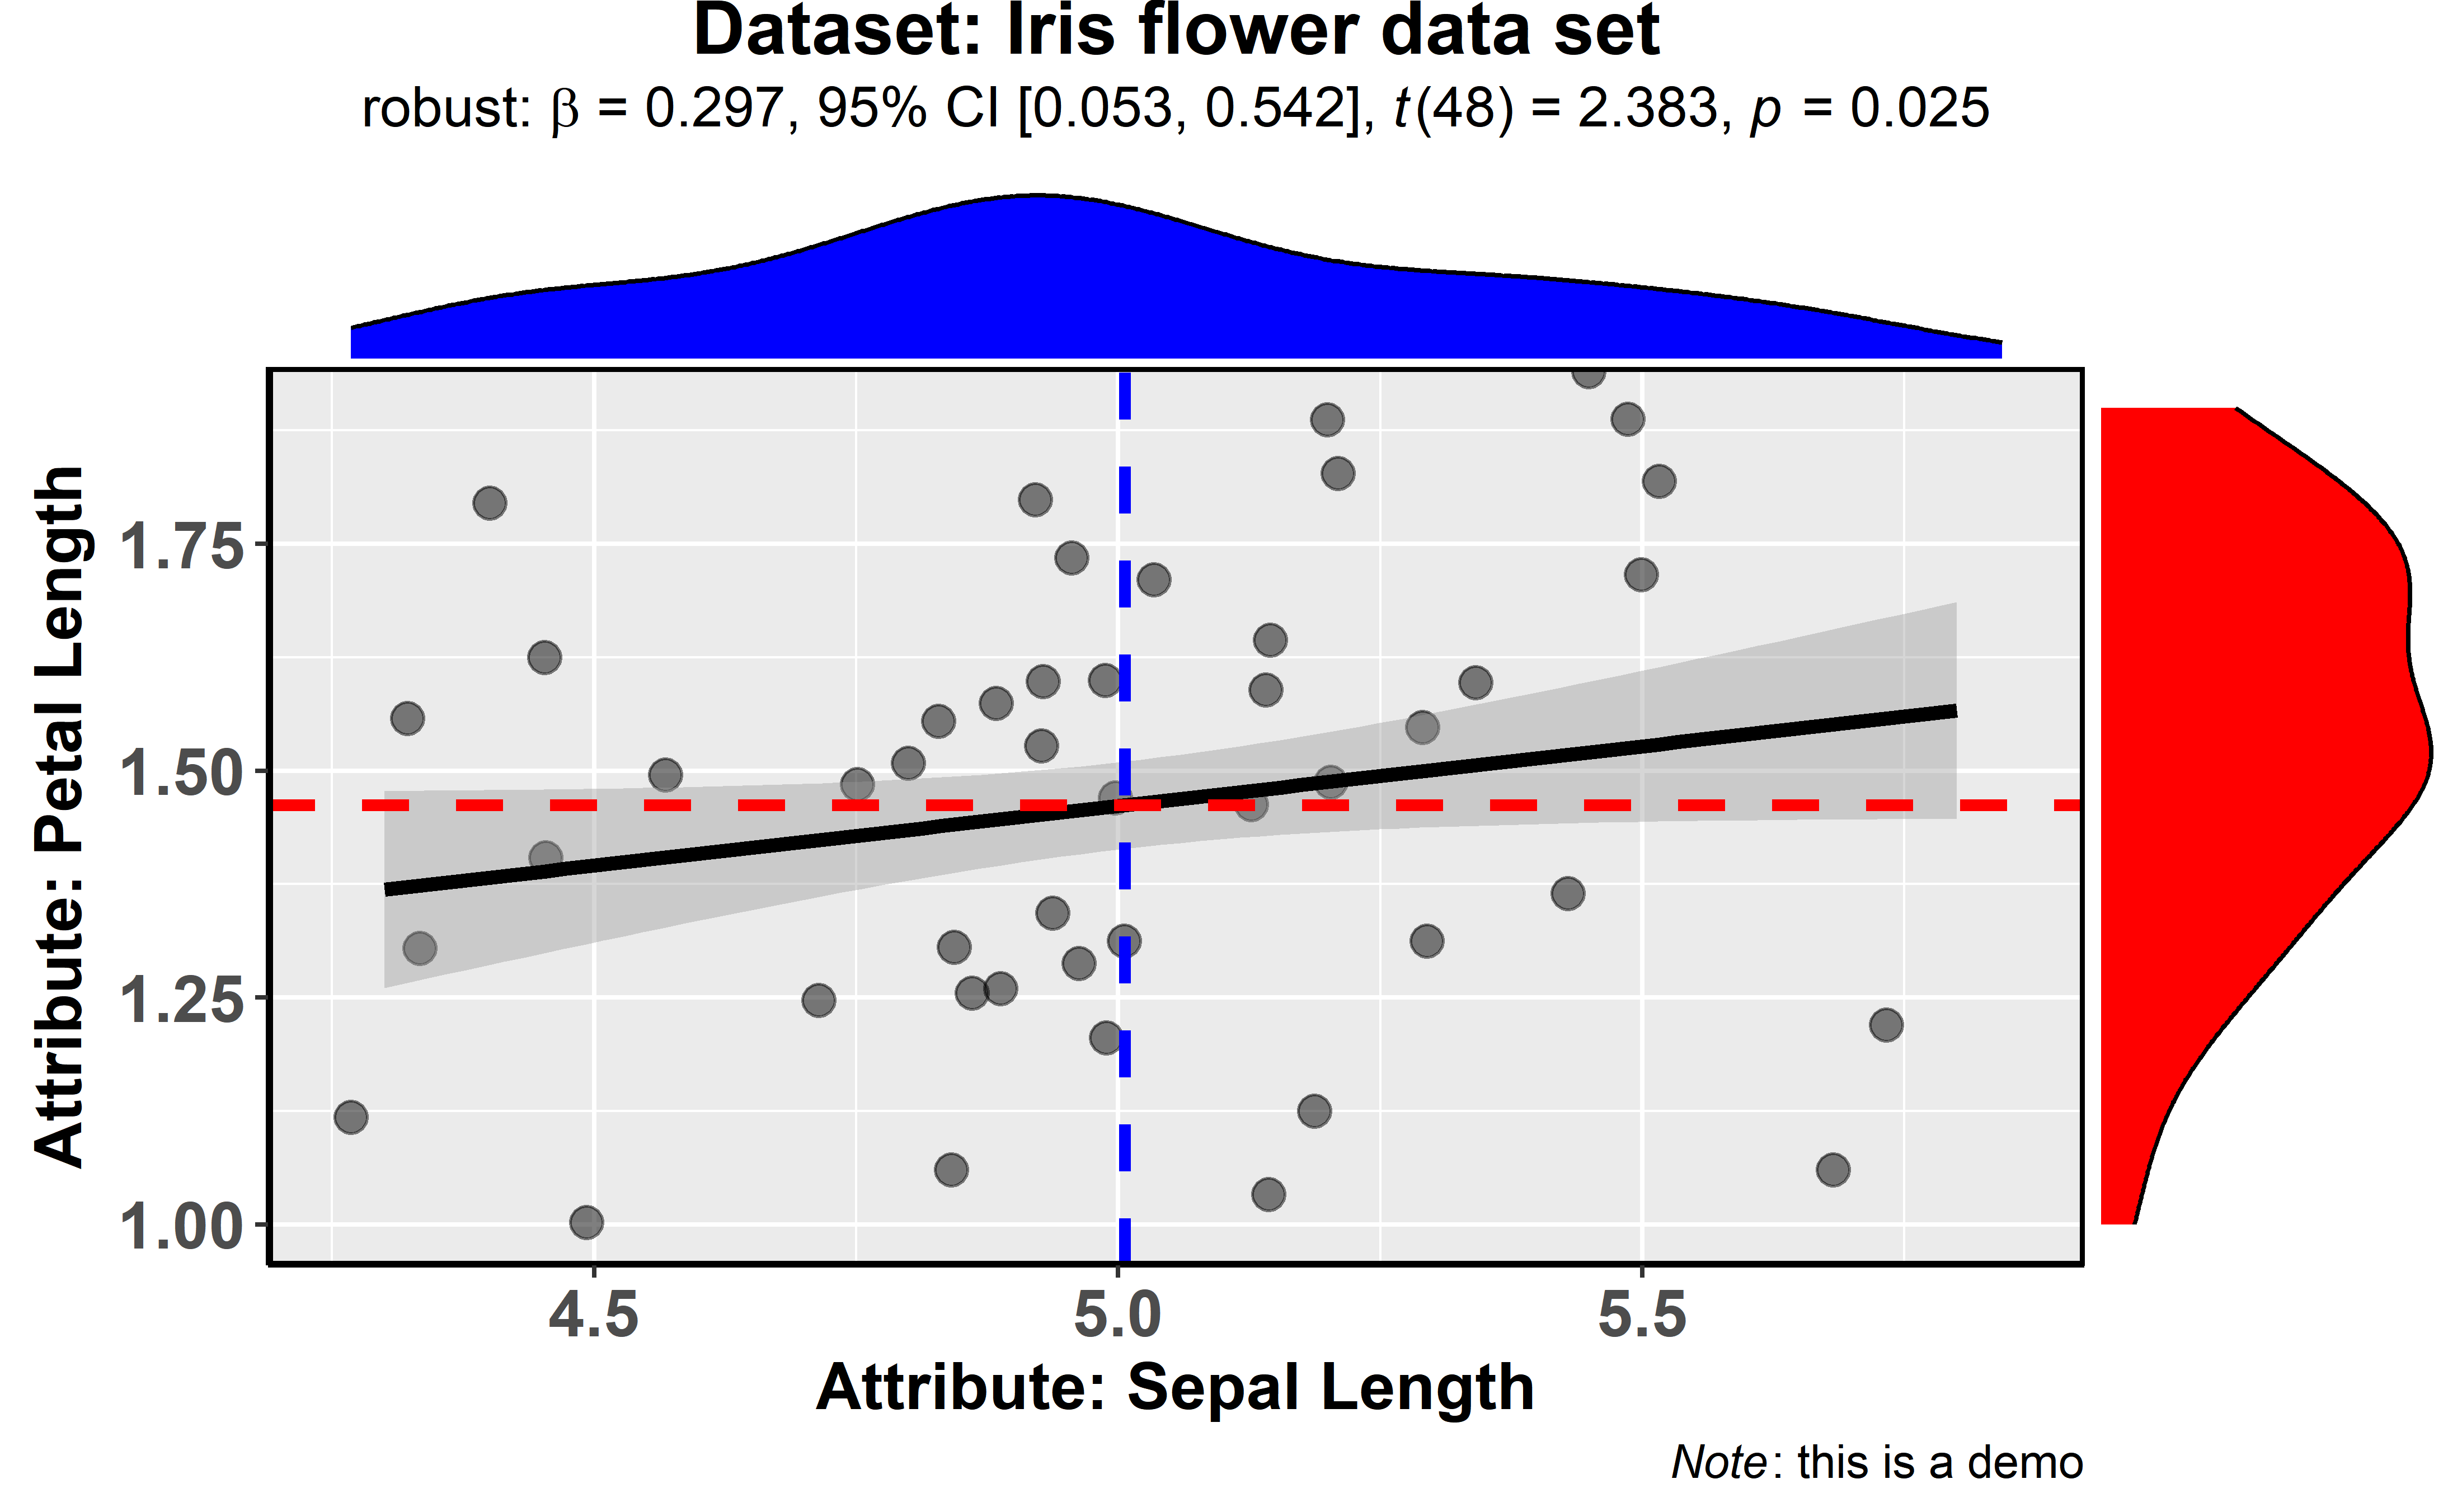 Dataset: Iris flower data set
robust: β = 0.297, 95% CI [0.053, 0.542], t(48) = 2.383, p = 0.025
Attribute: Petal Length
1.75
1.50
1.25
1.00
4.5 5.0 5.5
Attribute: Sepal Length
Note: this is a demo